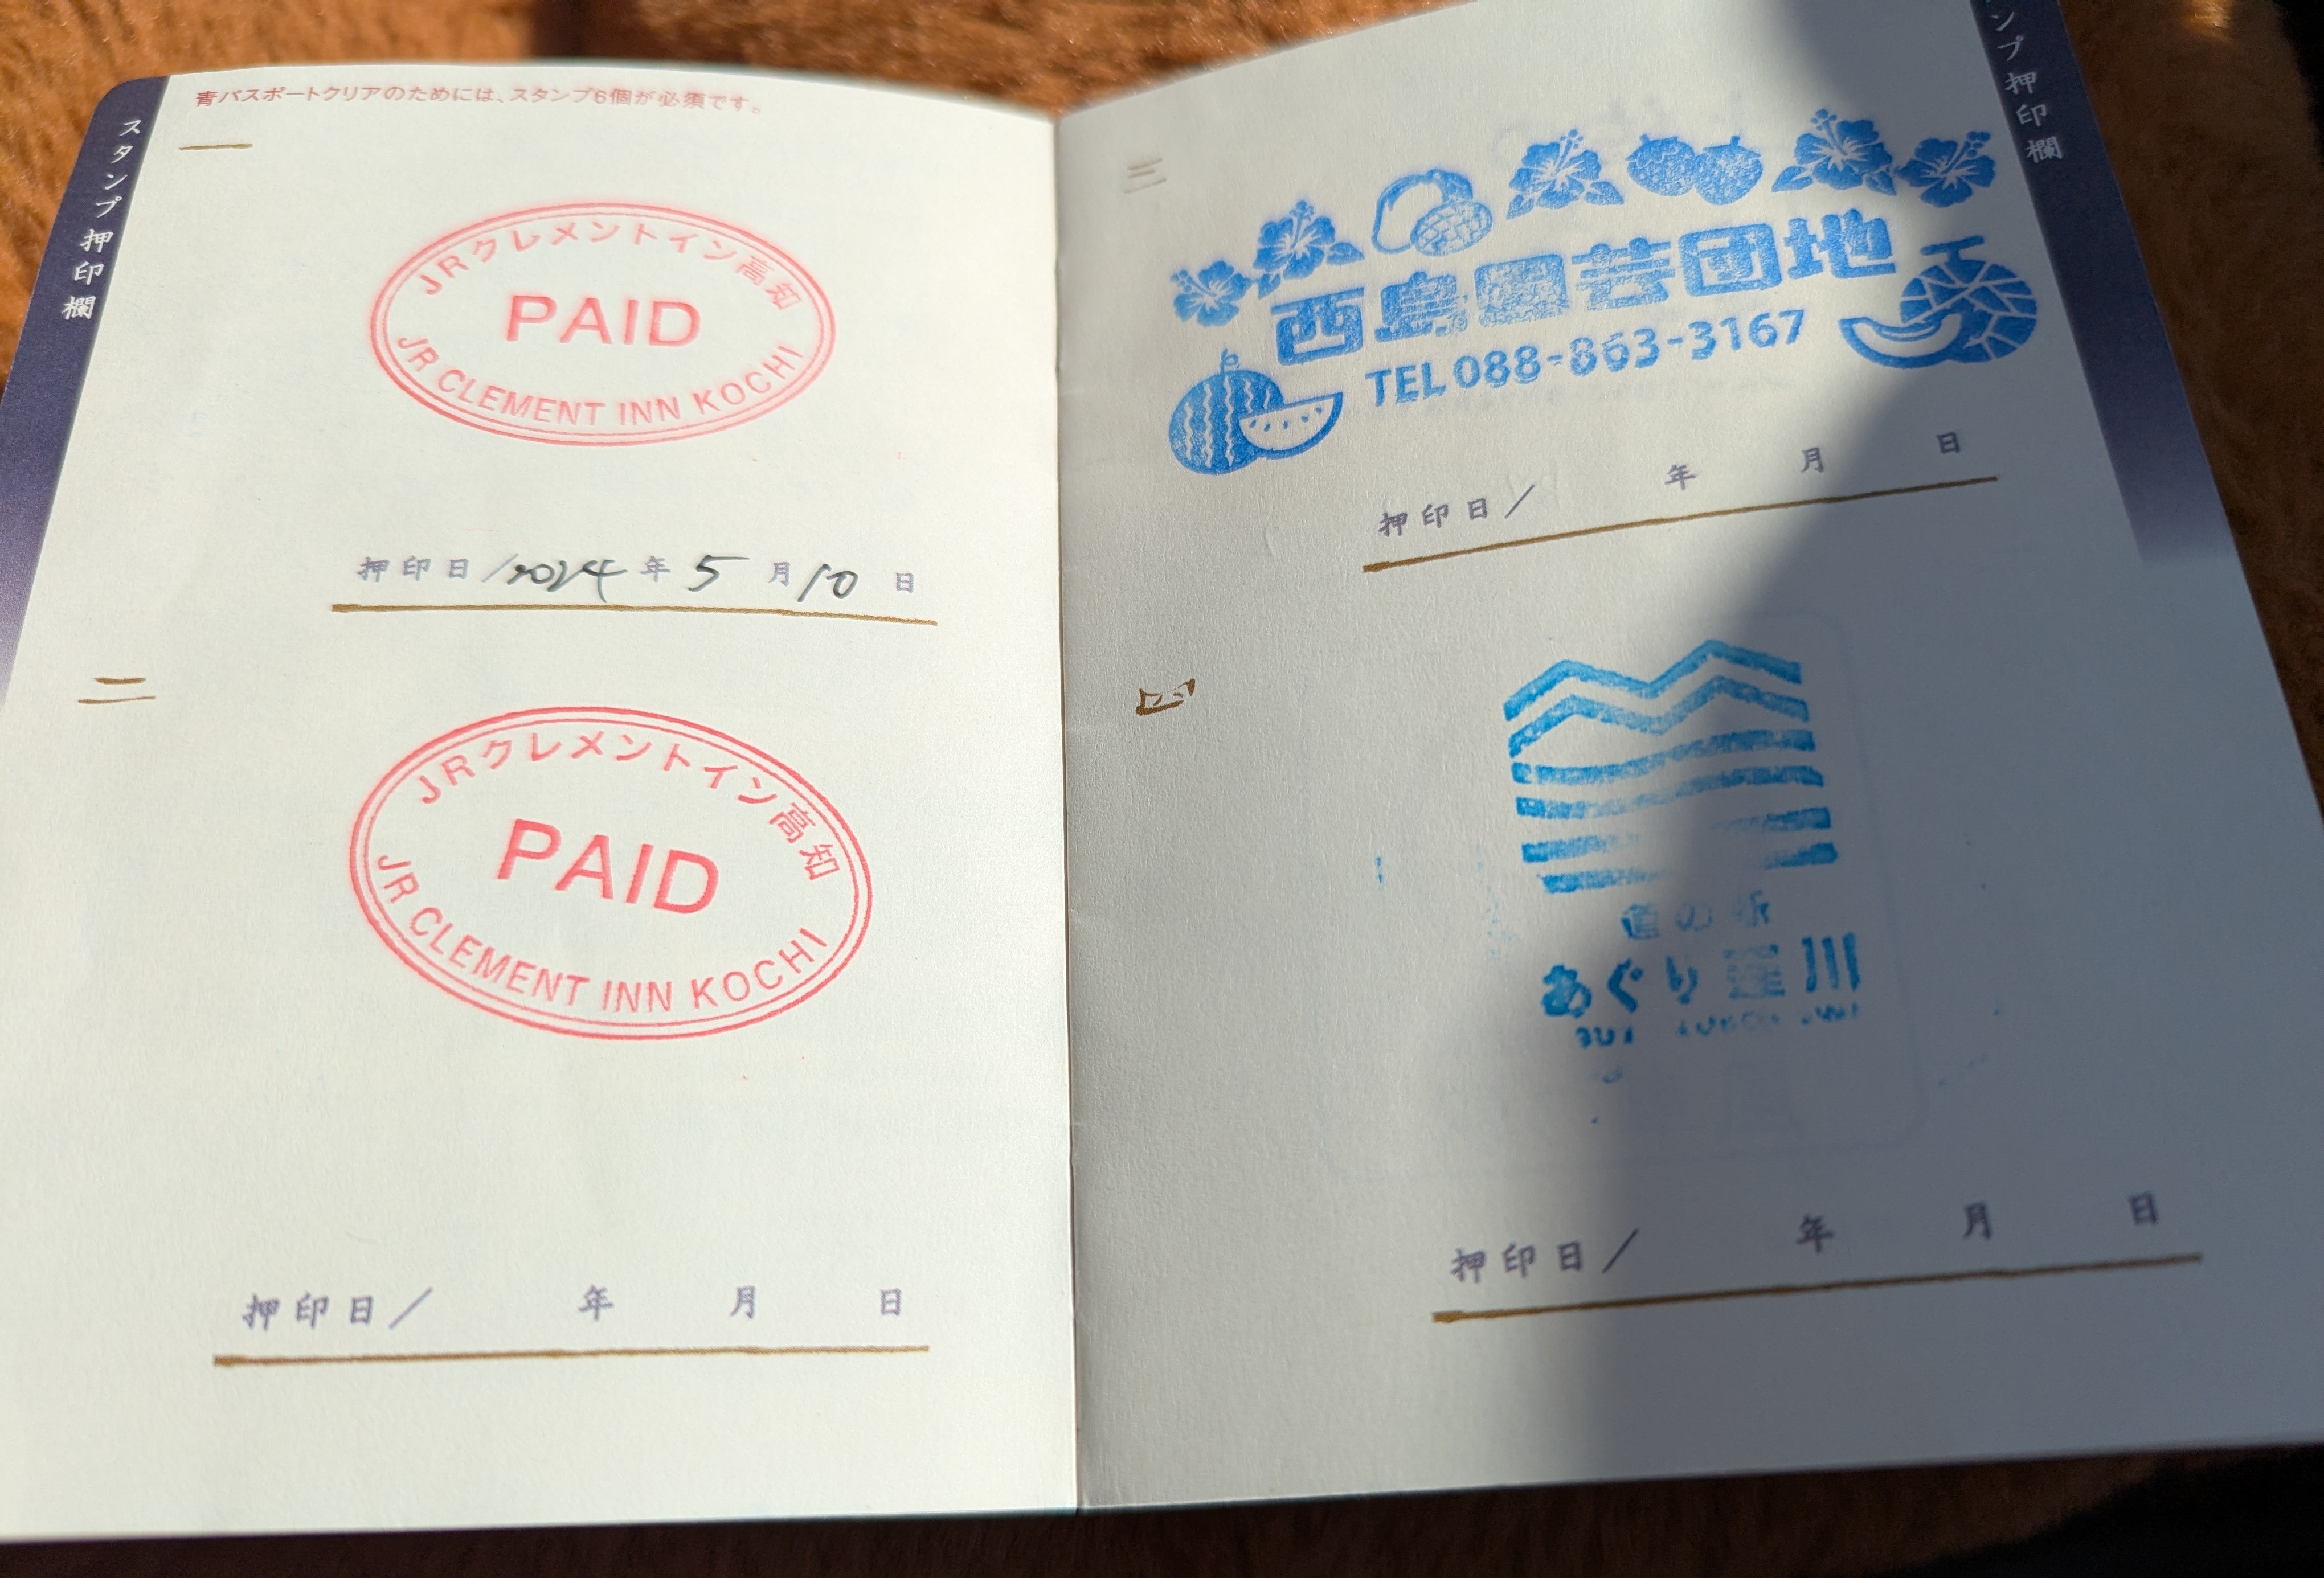 スタンプ押印欄
青パスポートクリアのためには、スタンプ6個が必須です。
一
JRクレメントイン高知
PAID
JR CLEMENT INN KOCHI
押印日/2024年5月10日
二
JRクレメントイン高知
PAID
JR CLEMENT INN KOCHI
押印日/ 年 月 日
ンプ押印欄
三
西島園芸団地
TEL 088-863-3167
押印日/ 年 月 日
四
道の駅
あぐり窪川
押印日/ 年 月 日